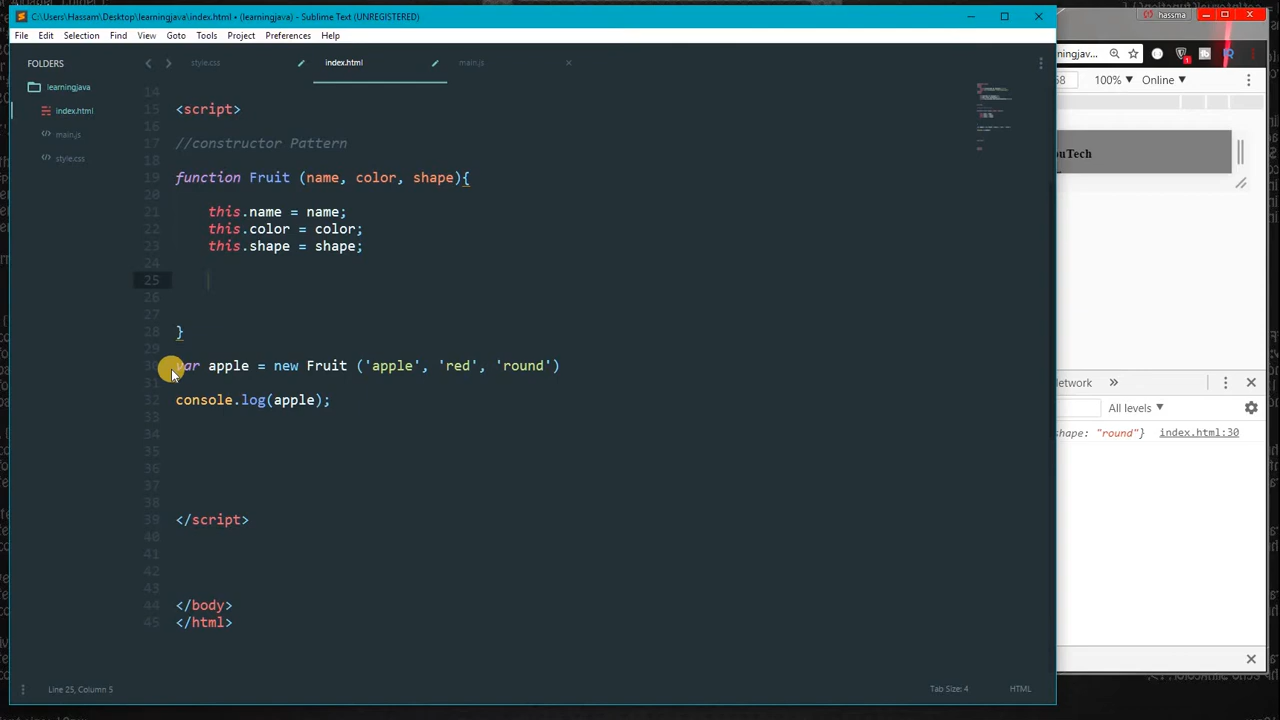 C:\Users\Hassam\Desktop\learningjava\index.html • (learningjava) - Sublime Text (UNREGISTERED)
hassma
File Edit Selection Find View Goto Tools Project Preferences Help
FOLDERS
learningjava
index.html
main.js
style.css
style.css index.html main.js
14
15 <script>
16
17 //constructor Pattern
18
19 function Fruit (name, color, shape){
20
21 this.name = name;
22 this.color = color;
23 this.shape = shape;
24
25
26
27
28 }
29
30 var apple = new Fruit ('apple', 'red', 'round')
31
32 console.log(apple);
33
34
35
36
37
38
39 </script>
40
41
42
43
44 </body>
45 </html>
Line 25, Column 5
Tab Size: 4
HTML
ningjav
100% ▼ Online ▼
uTech
etwork »
All levels ▼
shape: "round"} index.html:30